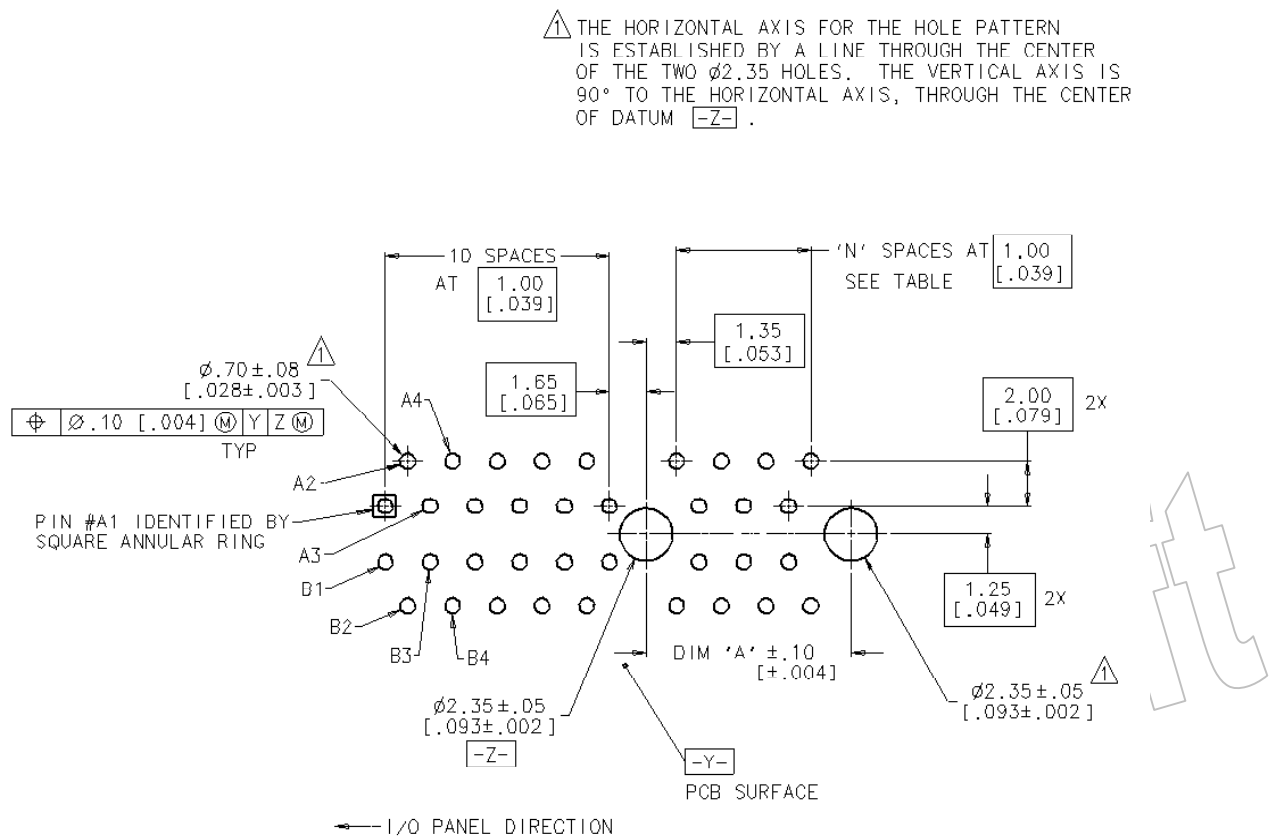 1 THE HORIZONTAL AXIS FOR THE HOLE PATTERN
IS ESTABLISHED BY A LINE THROUGH THE CENTER
OF THE TWO Ø2.35 HOLES. THE VERTICAL AXIS IS
90° TO THE HORIZONTAL AXIS, THROUGH THE CENTER
OF DATUM -Z- .
10 SPACES
AT 1.00
[.039]
'N' SPACES AT 1.00
[.039]
SEE TABLE
1.35
[.053]
1.65
[.065]
2.00
[.079] 2X
Ø.70±.08 1
[.028±.003]
⌖ Ø.10 [.004] Ⓜ Y Z Ⓜ
TYP
A4
A2
PIN #A1 IDENTIFIED BY
SQUARE ANNULAR RING
A3
B1
B2
B3
B4
1.25
[.049] 2X
DIM 'A' ±.10
[±.004]
Ø2.35±.05
[.093±.002]
-Z-
Ø2.35±.05 1
[.093±.002]
-Y-
PCB SURFACE
I/O PANEL DIRECTION